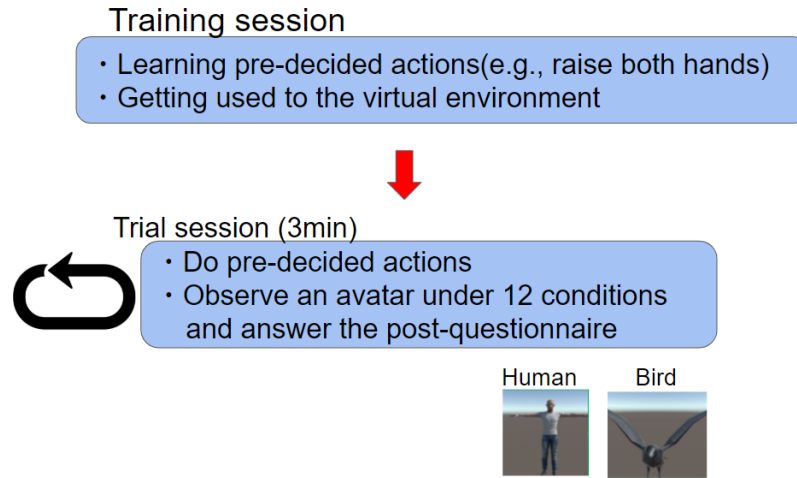 Training session
・Learning pre-decided actions(e.g., raise both hands)
・Getting used to the virtual environment
Trial session (3min)
・Do pre-decided actions
・Observe an avatar under 12 conditions
and answer the post-questionnaire
Human Bird